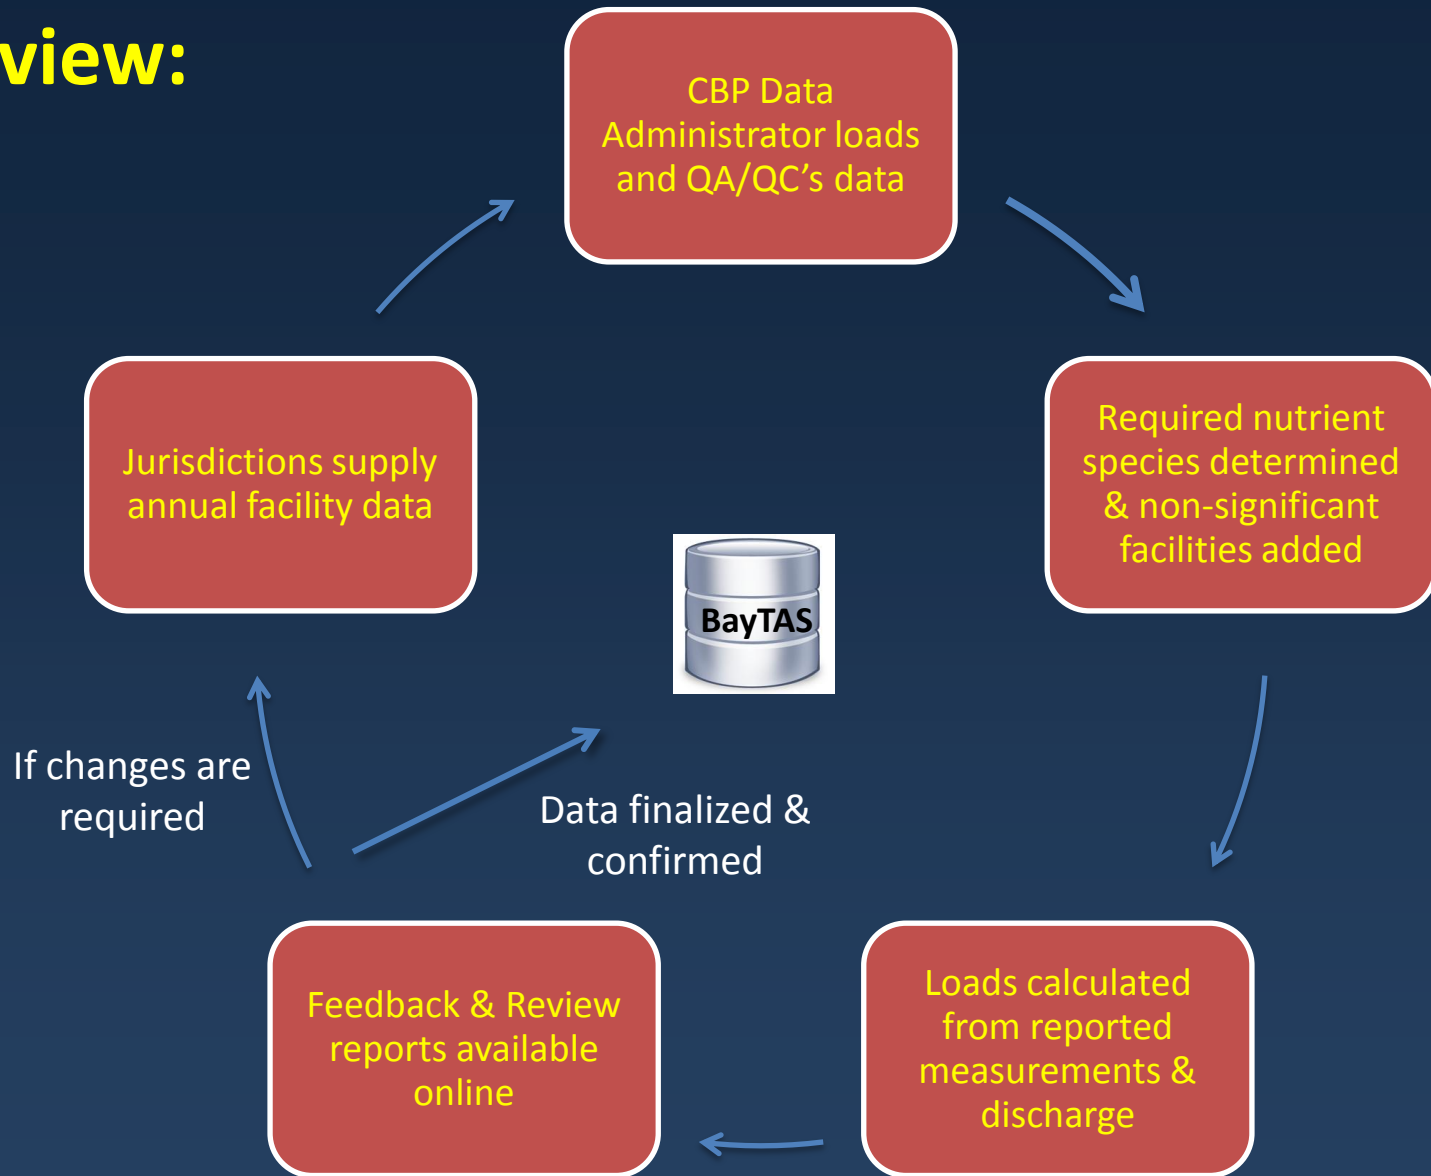 view:
CBP Data
Administrator loads
and QA/QC’s data
Jurisdictions supply
annual facility data
Required nutrient
species determined
& non-significant
facilities added
BayTAS
If changes are
required
Data finalized &
confirmed
Feedback & Review
reports available
online
Loads calculated
from reported
measurements &
discharge